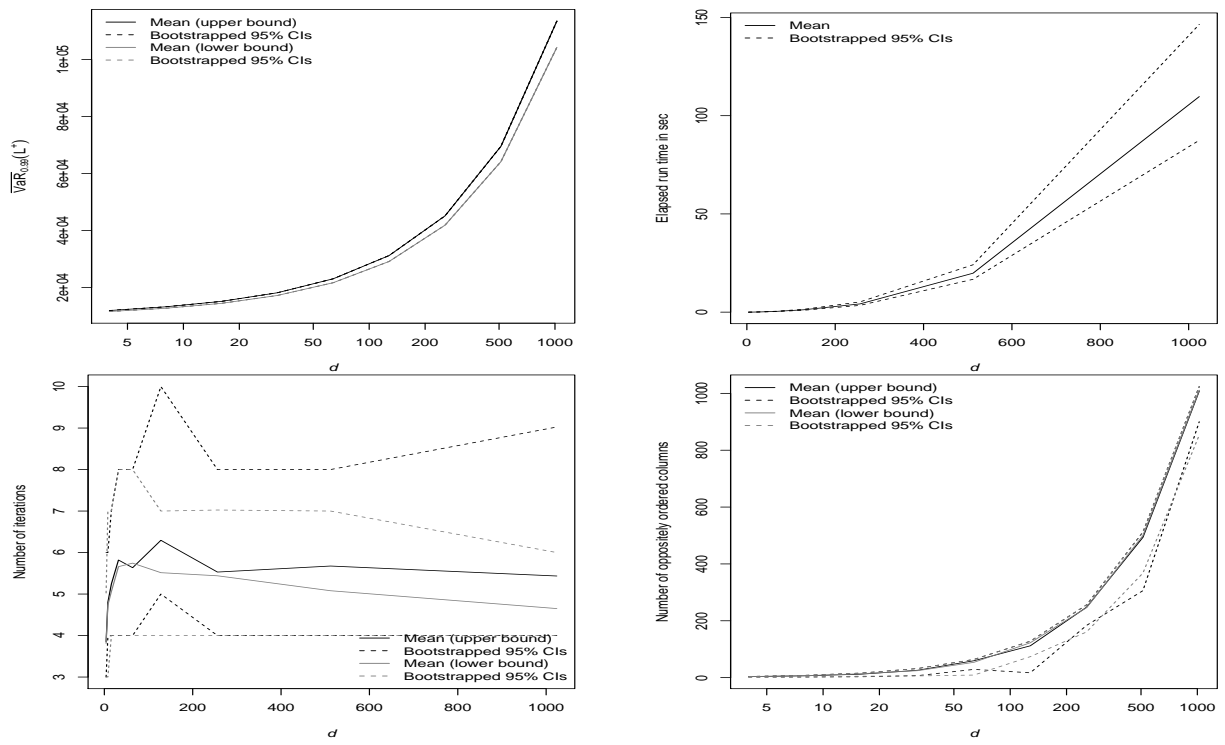 Mean (upper bound)
Bootstrapped 95% CIs
Mean (lower bound)
Bootstrapped 95% CIs
VaR0.99(L+)
2e+04 4e+04 6e+04 8e+04 1e+05
5 10 20 50 100 200 500 1000
d
Mean
Bootstrapped 95% CIs
Elapsed run time in sec
0 50 100 150
0 200 400 600 800 1000
d
Number of iterations
3 4 5 6 7 8 9 10
Mean (upper bound)
Bootstrapped 95% CIs
Mean (lower bound)
Bootstrapped 95% CIs
0 200 400 600 800 1000
d
Mean (upper bound)
Bootstrapped 95% CIs
Mean (lower bound)
Bootstrapped 95% CIs
Number of oppositely ordered columns
0 200 400 600 800 1000
5 10 20 50 100 200 500 1000
d